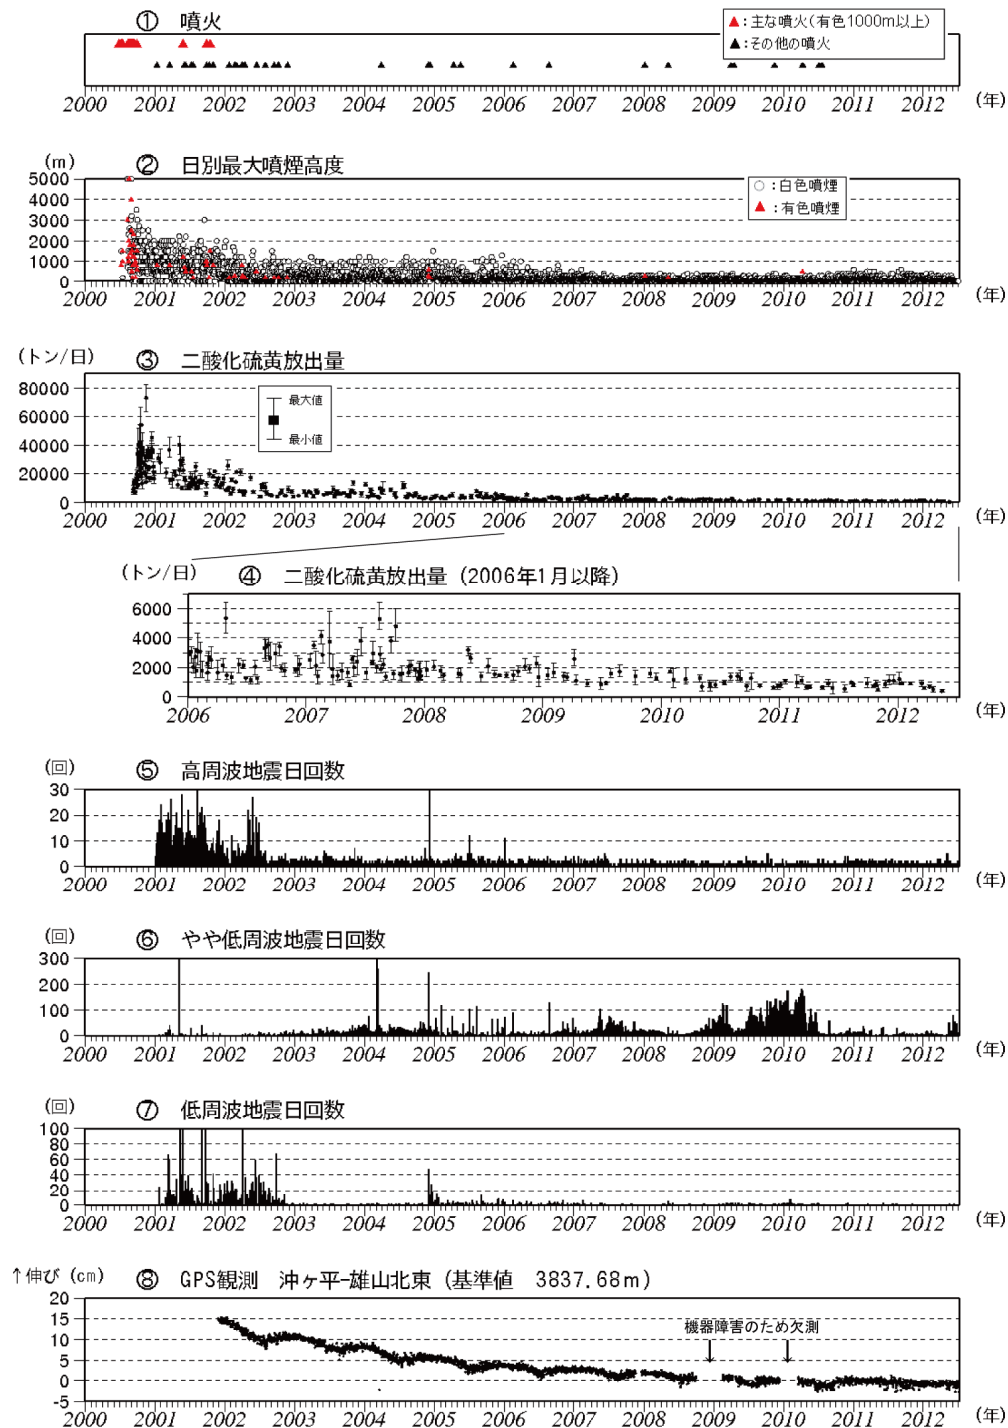 ① 噴火
▲：主な噴火（有色1000m以上）
▲：その他の噴火
2000 2001 2002 2003 2004 2005 2006 2007 2008 2009 2010 2011 2012 (年)
(m) ② 日別最大噴煙高度
○：白色噴煙
▲：有色噴煙
5000
4000
3000
2000
1000
0
2000 2001 2002 2003 2004 2005 2006 2007 2008 2009 2010 2011 2012 (年)
(トン/日) ③ 二酸化硫黄放出量
最大値
最小値
80000
60000
40000
20000
0
2000 2001 2002 2003 2004 2005 2006 2007 2008 2009 2010 2011 2012 (年)
(トン/日) ④ 二酸化硫黄放出量 (2006年1月以降)
6000
4000
2000
0
2006 2007 2008 2009 2010 2011 2012 (年)
(回) ⑤ 高周波地震日回数
30
20
10
0
2000 2001 2002 2003 2004 2005 2006 2007 2008 2009 2010 2011 2012 (年)
(回) ⑥ やや低周波地震日回数
300
200
100
0
2000 2001 2002 2003 2004 2005 2006 2007 2008 2009 2010 2011 2012 (年)
(回) ⑦ 低周波地震日回数
100
80
60
40
20
0
2000 2001 2002 2003 2004 2005 2006 2007 2008 2009 2010 2011 2012 (年)
↑伸び (cm) ⑧ GPS観測 沖ヶ平-雄山北東 (基準値 3837.68m)
機器障害のため欠測
20
15
10
5
0
-5
2000 2001 2002 2003 2004 2005 2006 2007 2008 2009 2010 2011 2012 (年)